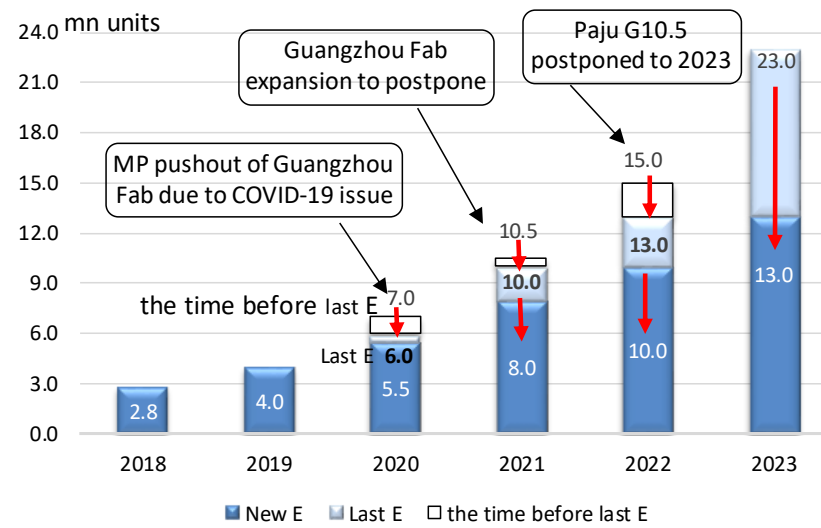 24.0 mn units
21.0
18.0
15.0
12.0
9.0
6.0
3.0
0.0
Paju G10.5
postponed to 2023
Guangzhou Fab
expansion to postpone
MP pushout of Guangzhou
Fab due to COVID-19 issue
23.0
15.0
10.5
13.0
10.0
the time before last E
7.0
Last E 6.0
13.0
10.0
8.0
5.5
4.0
2.8
2018 2019 2020 2021 2022 2023
New E Last E the time before last E